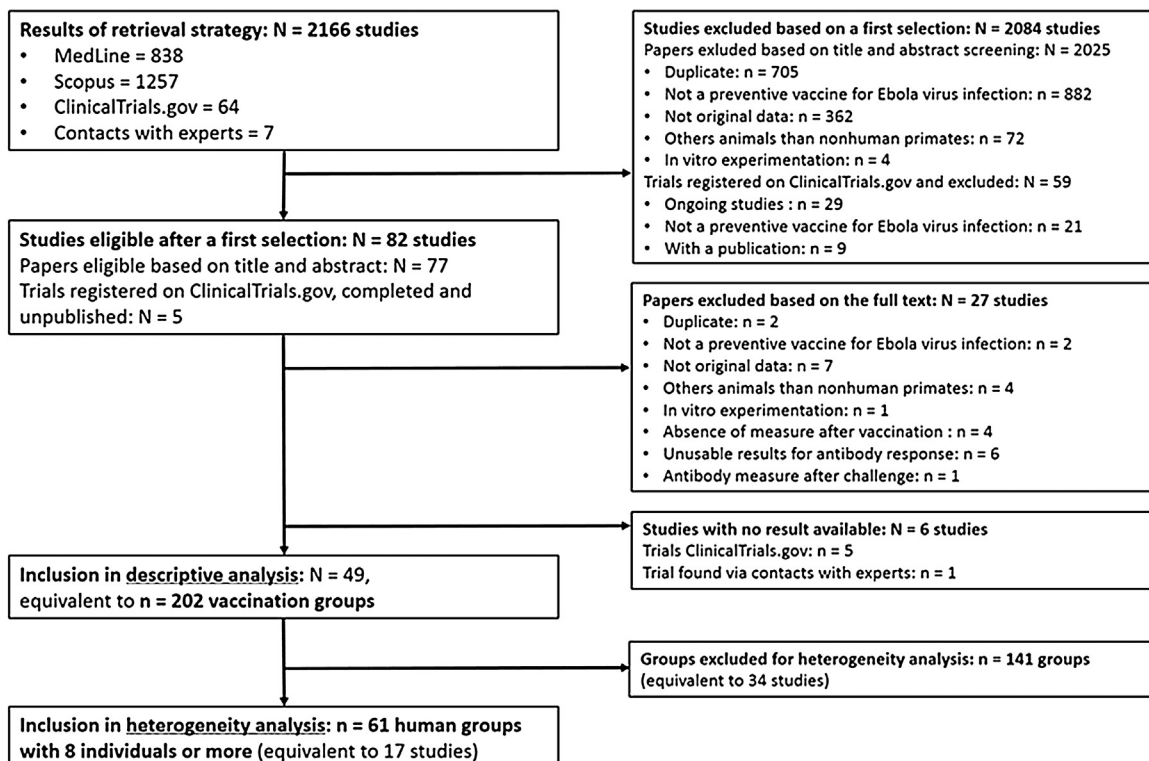 Results of retrieval strategy: N = 2166 studies
• MedLine = 838
• Scopus = 1257
• ClinicalTrials.gov = 64
• Contacts with experts = 7
Studies excluded based on a first selection: N = 2084 studies
Papers exluded based on title and abstract screening: N = 2025
• Duplicate: n = 705
• Not a preventive vaccine for Ebola virus infection: n = 882
• Not original data: n = 362
• Others animals than nonhuman primates: n = 72
• In vitro experimentation: n = 4
Trials registered on ClinicalTrials.gov and excluded: N = 59
• Ongoing studies : n = 29
• Not a preventive vaccine for Ebola virus infection: n = 21
• With a publication: n = 9
Studies eligible after a first selection: N = 82 studies
Papers eligible based on title and abstract: N = 77
Trials registered on ClinicalTrials.gov, completed and
unpublished: N = 5
Papers excluded based on the full text: N = 27 studies
• Duplicate: n = 2
• Not a preventive vaccine for Ebola virus infection: n = 2
• Not original data: n = 7
• Others animals than nonhuman primates: n = 4
• In vitro experimentation: n = 1
• Absence of measure after vaccination : n = 4
• Unusable results for antibody response: n = 6
• Antibody measure after challenge: n = 1
Studies with no result available: N = 6 studies
Trials ClinicalTrials.gov: n = 5
Trial found via contacts with experts: n = 1
Inclusion in descriptive analysis: N = 49,
equivalent to n = 202 vaccination groups
Groups excluded for heterogeneity analysis: n = 141 groups
(equivalent to 34 studies)
Inclusion in heterogeneity analysis: n = 61 human groups
with 8 individuals or more (equivalent to 17 studies)